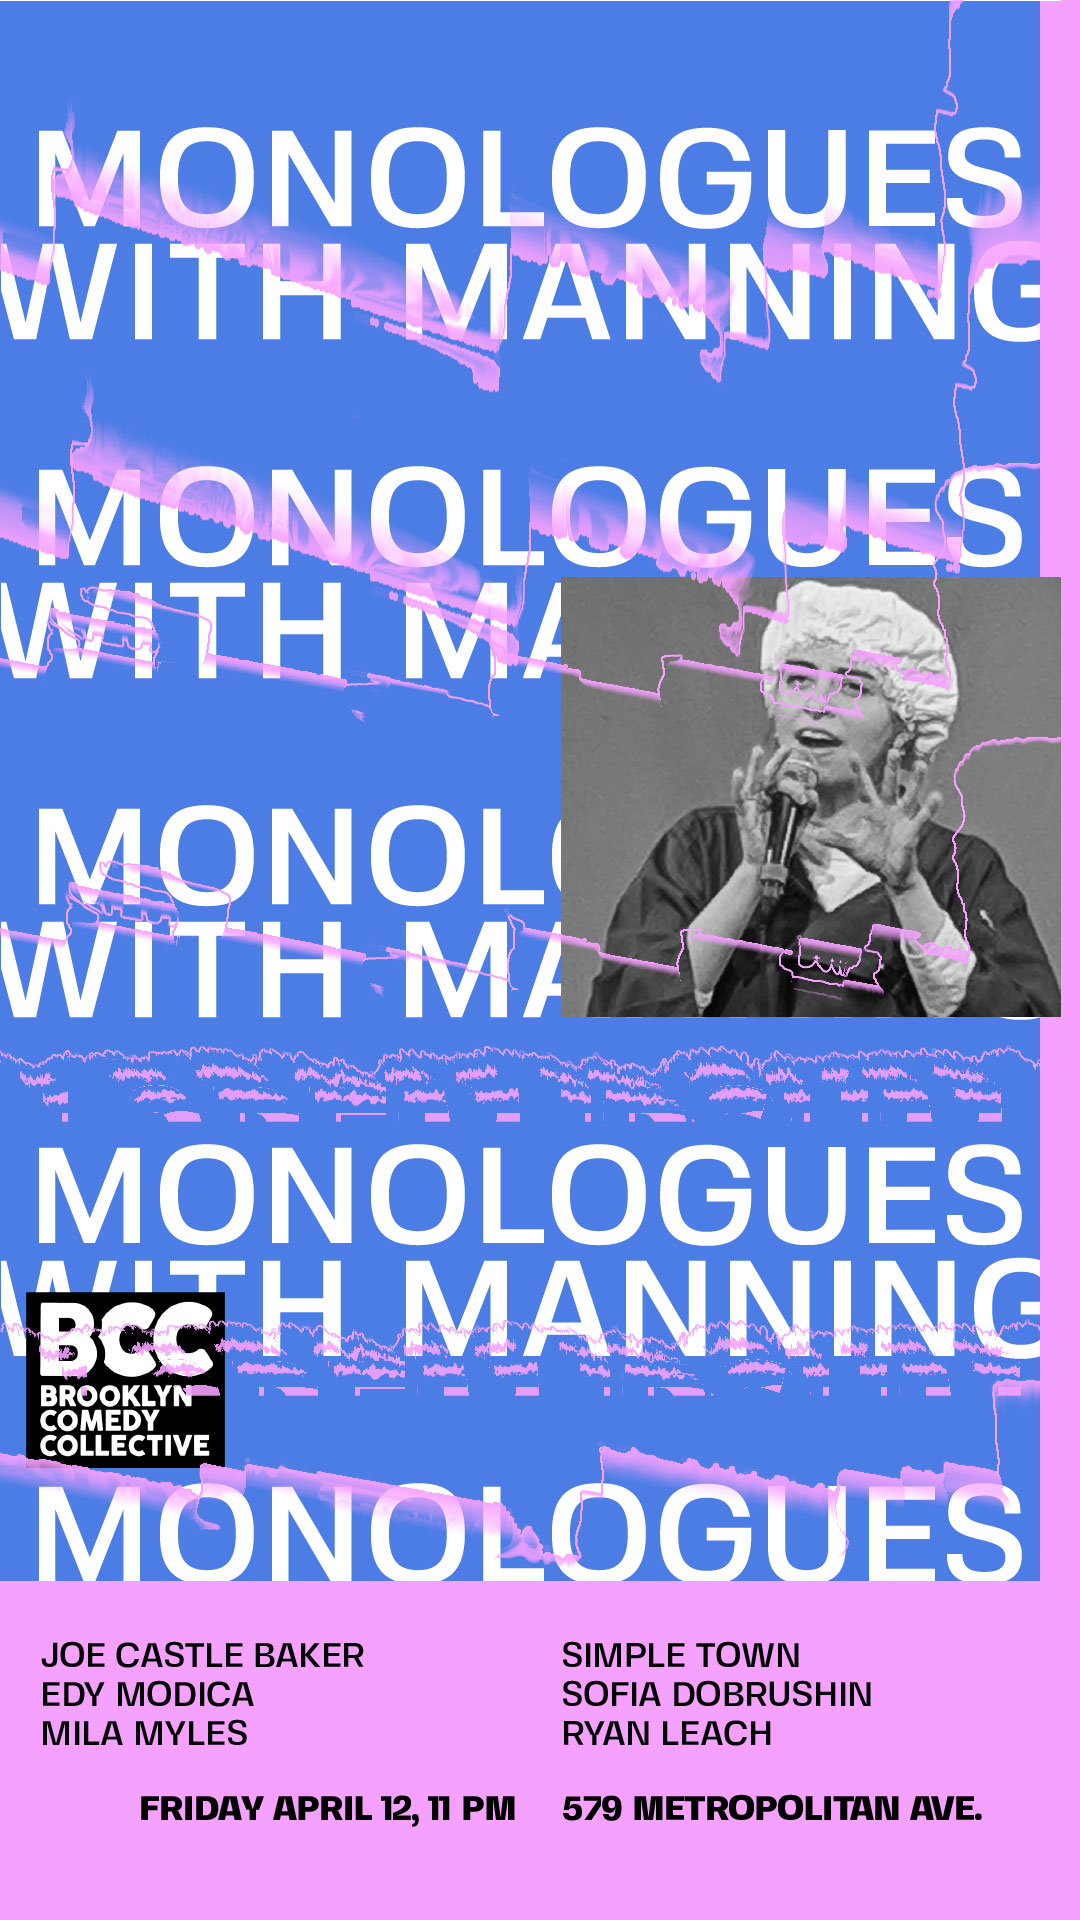 MONOLOGUES
WITH MANNING
MONOLOGUES
WITH MA
MONOLO
WITH MA
MONOLOGUES
WITH MANNING
BCC
BROOKLYN
COMEDY
COLLECTIVE
MONOLOGUES
JOE CASTLE BAKER
EDY MODICA
MILA MYLES
SIMPLE TOWN
SOFIA DOBRUSHIN
RYAN LEACH
FRIDAY APRIL 12, 11 PM
579 METROPOLITAN AVE.